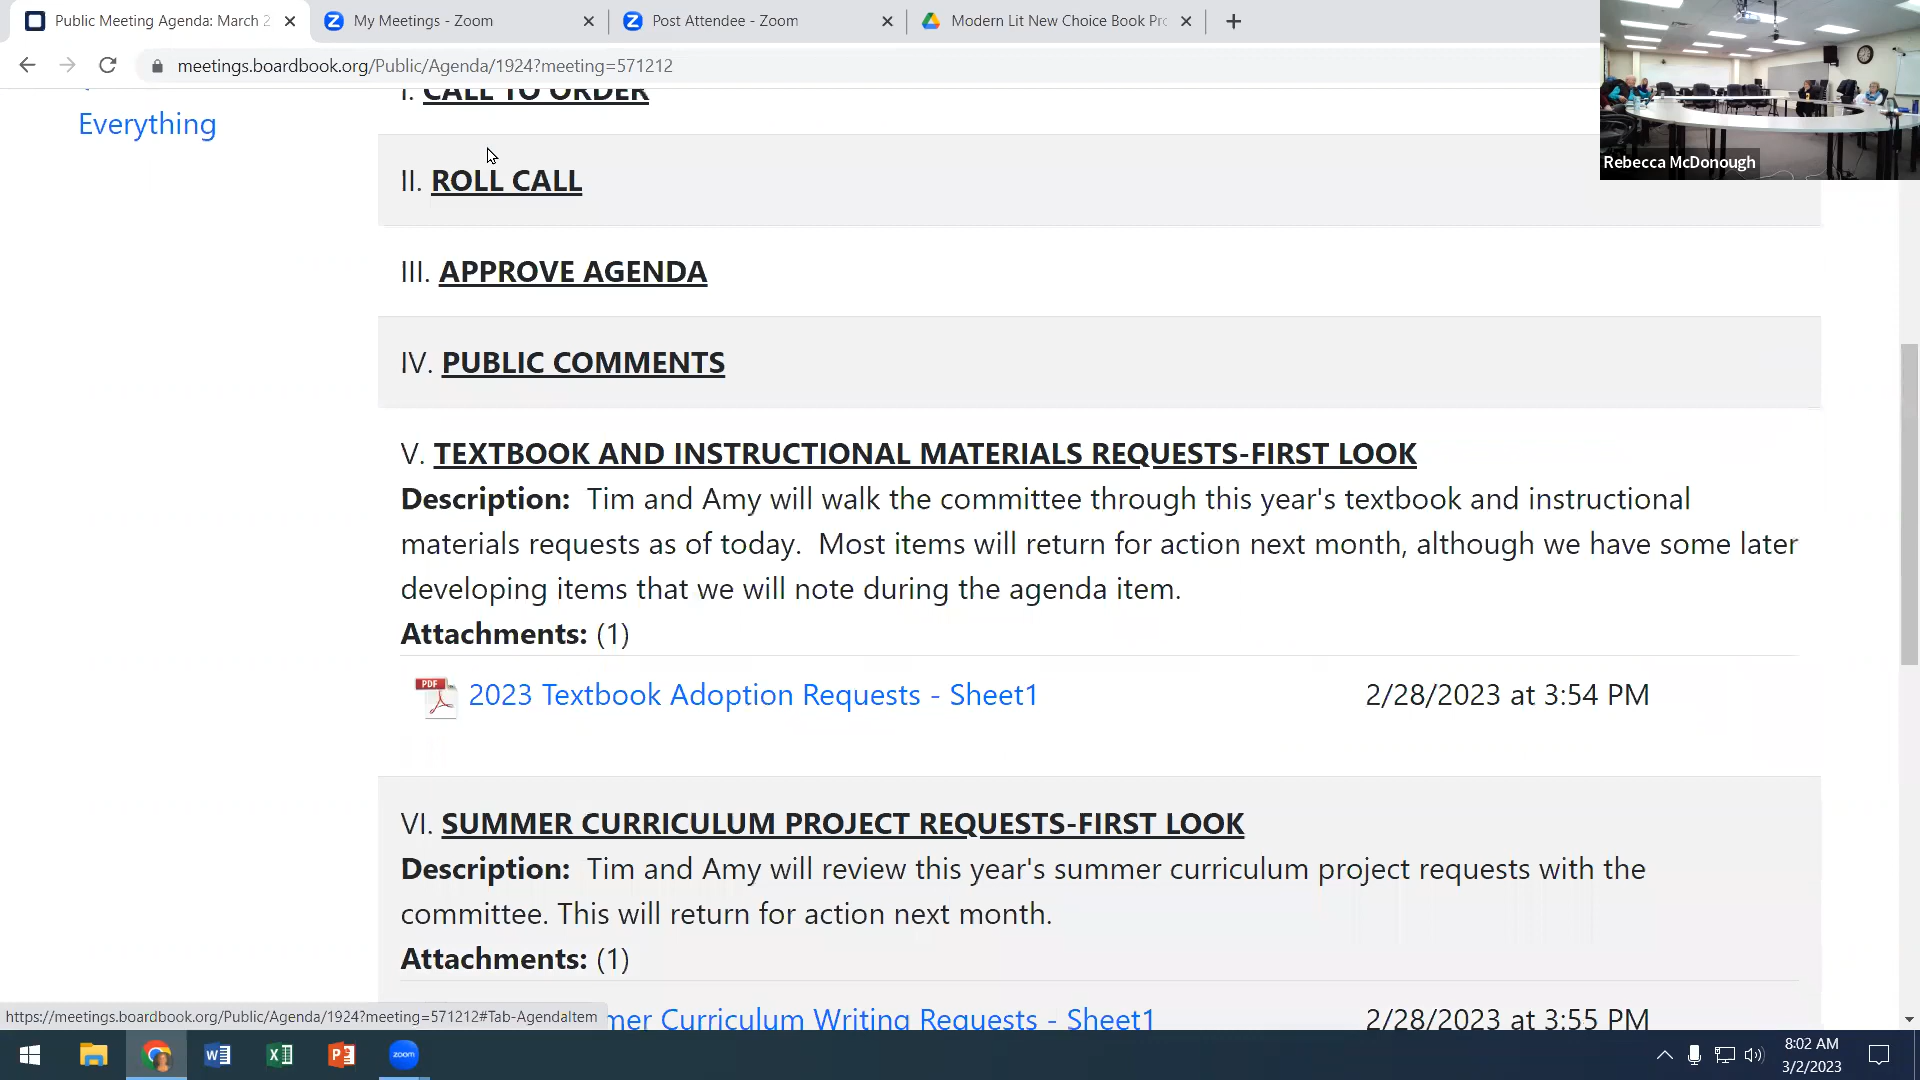 Public Meeting Agenda: March 2
My Meetings - Zoom
Post Attendee - Zoom
Modern Lit New Choice Book Pro
meetings.boardbook.org/Public/Agenda/1924?meeting=571212
Rebecca McDonough
Everything
I. CALL TO ORDER
II. ROLL CALL
III. APPROVE AGENDA
IV. PUBLIC COMMENTS
V. TEXTBOOK AND INSTRUCTIONAL MATERIALS REQUESTS-FIRST LOOK
Description: Tim and Amy will walk the committee through this year's textbook and instructional
materials requests as of today. Most items will return for action next month, although we have some later
developing items that we will note during the agenda item.
Attachments: (1)
PDF
2023 Textbook Adoption Requests - Sheet1 2/28/2023 at 3:54 PM
VI. SUMMER CURRICULUM PROJECT REQUESTS-FIRST LOOK
Description: Tim and Amy will review this year's summer curriculum project requests with the
committee. This will return for action next month.
Attachments: (1)
mer Curriculum Writing Requests - Sheet1 2/28/2023 at 3:55 PM
https://meetings.boardbook.org/Public/Agenda/1924?meeting=571212#Tab-AgendaItem
zoom
8:02 AM
3/2/2023